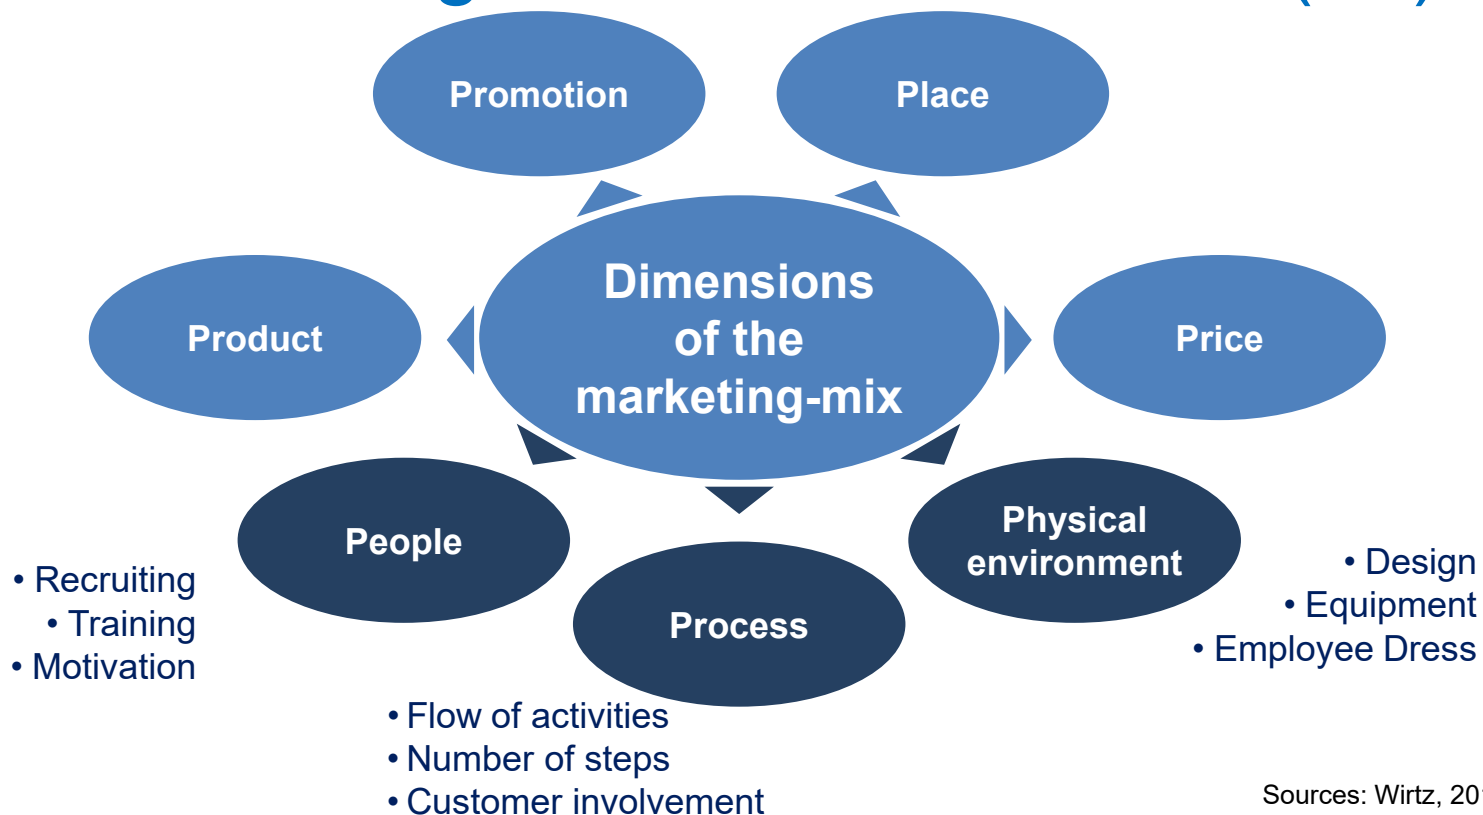 Promotion
Place
Dimensions
of the
marketing-mix
Product
Price
People
Process
Physical
environment
• Recruiting
• Training
• Motivation
• Flow of activities
• Number of steps
• Customer involvement
• Design
• Equipment
• Employee Dress
Sources: Wirtz,